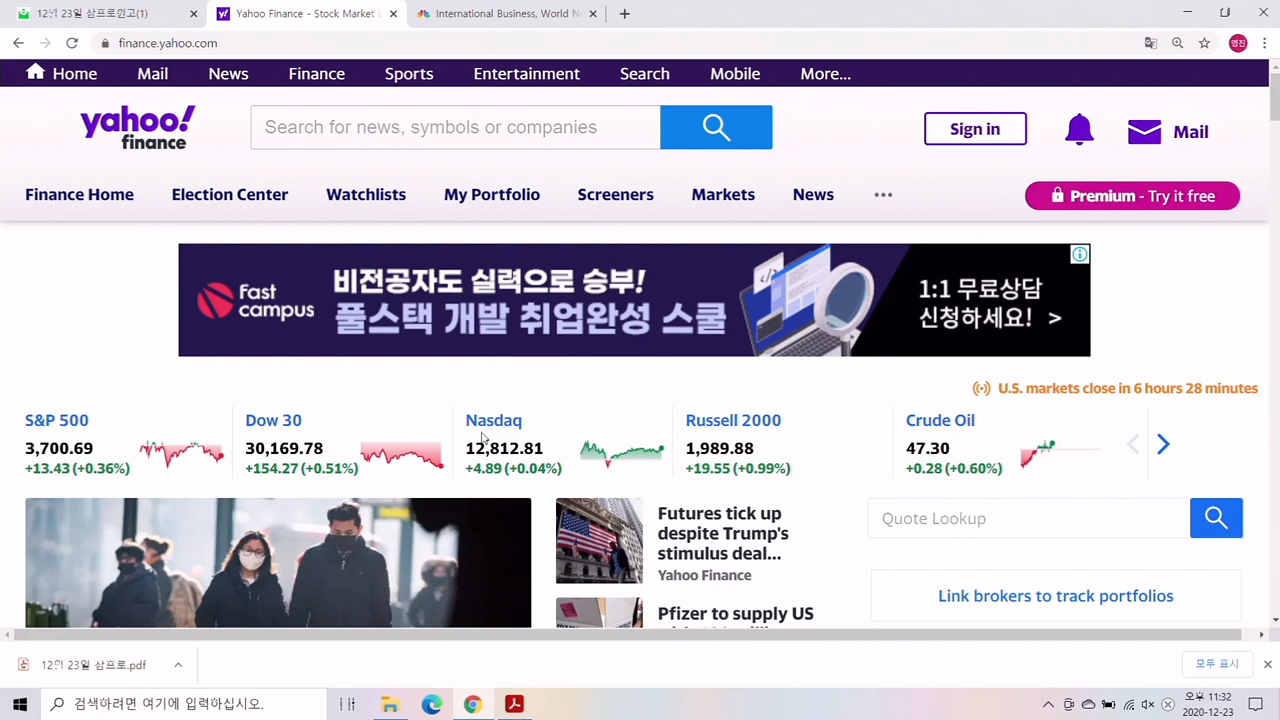 12월 23일 삼프로원고(1)
Yahoo Finance - Stock Market L
International Business, World Ne
finance.yahoo.com
영진
Home Mail News Finance Sports Entertainment Search Mobile More...
yahoo!
finance
Search for news, symbols or companies
Sign in
Mail
Finance Home Election Center Watchlists My Portfolio Screeners Markets News
Premium - Try it free
Fast
campus
비전공자도 실력으로 승부!
풀스택 개발 취업완성 스쿨
1:1 무료상담
신청하세요! >
U.S. markets close in 6 hours 28 minutes
S&P 500
3,700.69
+13.43 (+0.36%)
Dow 30
30,169.78
+154.27 (+0.51%)
Nasdaq
12,812.81
+4.89 (+0.04%)
Russell 2000
1,989.88
+19.55 (+0.99%)
Crude Oil
47.30
+0.28 (+0.60%)
Futures tick up
despite Trump's
stimulus deal...
Yahoo Finance
Pfizer to supply US
Quote Lookup
Link brokers to track portfolios
12월 23일 삼프로.pdf
모두 표시
검색하려면 여기에 입력하십시오.
오후 11:32
2020-12-23